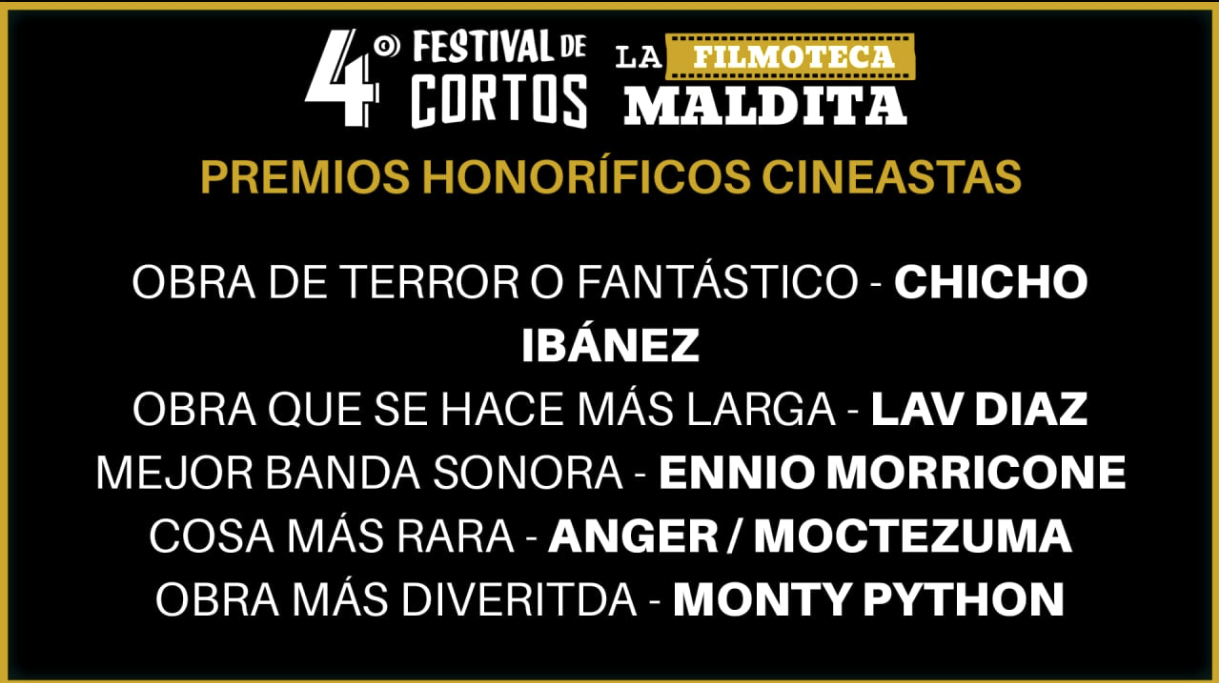 4º FESTIVAL DE CORTOS LA FILMOTECA MALDITA
PREMIOS HONORÍFICOS CINEASTAS
OBRA DE TERROR O FANTÁSTICO - CHICHO
IBÁNEZ
OBRA QUE SE HACE MÁS LARGA - LAV DIAZ
MEJOR BANDA SONORA - ENNIO MORRICONE
COSA MÁS RARA - ANGER / MOCTEZUMA
OBRA MÁS DIVERITDA - MONTY PYTHON